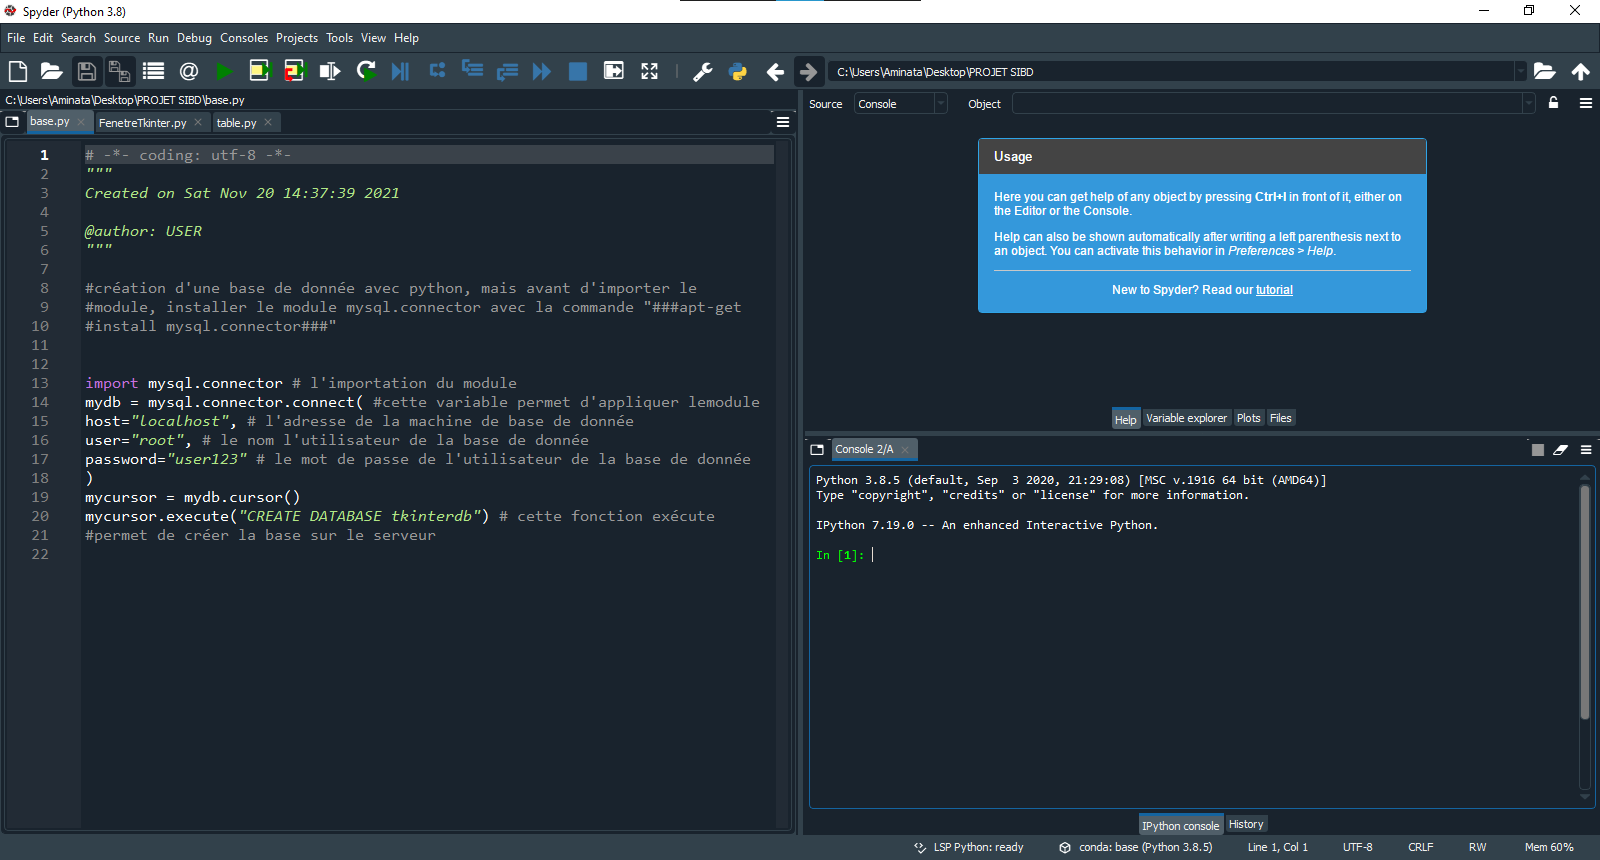 Spyder (Python 3.8)
File Edit Search Source Run Debug Consoles Projects Tools View Help
C:\Users\Aminata\Desktop\PROJET SIBD
C:\Users\Aminata\Desktop\PROJET SIBD\base.py
base.py FenetreTkinter.py table.py
1 # -*- coding: utf-8 -*-
2 """
3 Created on Sat Nov 20 14:37:39 2021
4
5 @author: USER
6 """
7
8 #création d'une base de donnée avec python, mais avant d'importer le
9 #module, installer le module mysql.connector avec la commande "###apt-get
10 #install mysql.connector###"
11
12
13 import mysql.connector # l'importation du module
14 mydb = mysql.connector.connect( #cette variable permet d'appliquer lemodule
15 host="localhost", # l'adresse de la machine de base de donnée
16 user="root", # le nom l'utilisateur de la base de donnée
17 password="user123" # le mot de passe de l'utilisateur de la base de donnée
18 )
19 mycursor = mydb.cursor()
20 mycursor.execute("CREATE DATABASE tkinterdb") # cette fonction exécute
21 #permet de créer la base sur le serveur
22
Source Console Object
Usage
Here you can get help of any object by pressing Ctrl+I in front of it, either on
the Editor or the Console.
Help can also be shown automatically after writing a left parenthesis next to
an object. You can activate this behavior in Preferences > Help.
New to Spyder? Read our tutorial
Help Variable explorer Plots Files
Console 2/A
Python 3.8.5 (default, Sep  3 2020, 21:29:08) [MSC v.1916 64 bit (AMD64)]
Type "copyright", "credits" or "license" for more information.
IPython 7.19.0 -- An enhanced Interactive Python.
In [1]:
IPython console History
LSP Python: ready conda: base (Python 3.8.5) Line 1, Col 1 UTF-8 CRLF RW Mem 60%